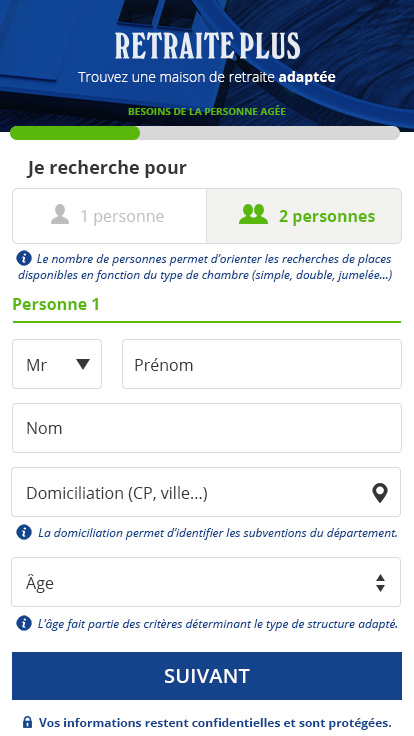 RETRAITE PLUS
Trouvez une maison de retraite adaptée
BESOINS DE LA PERSONNE AGÉE
Je recherche pour
1 personne
2 personnes
Le nombre de personnes permet d'orienter les recherches de places
disponibles en fonction du type de chambre (simple, double, jumelée...)
Personne 1
Mr
Prénom
Nom
Domiciliation (CP, ville...)
La domiciliation permet d'identifier les subventions du département.
Âge
L'âge fait partie des critères déterminant le type de structure adapté.
SUIVANT
Vos informations restent confidentielles et sont protégées.